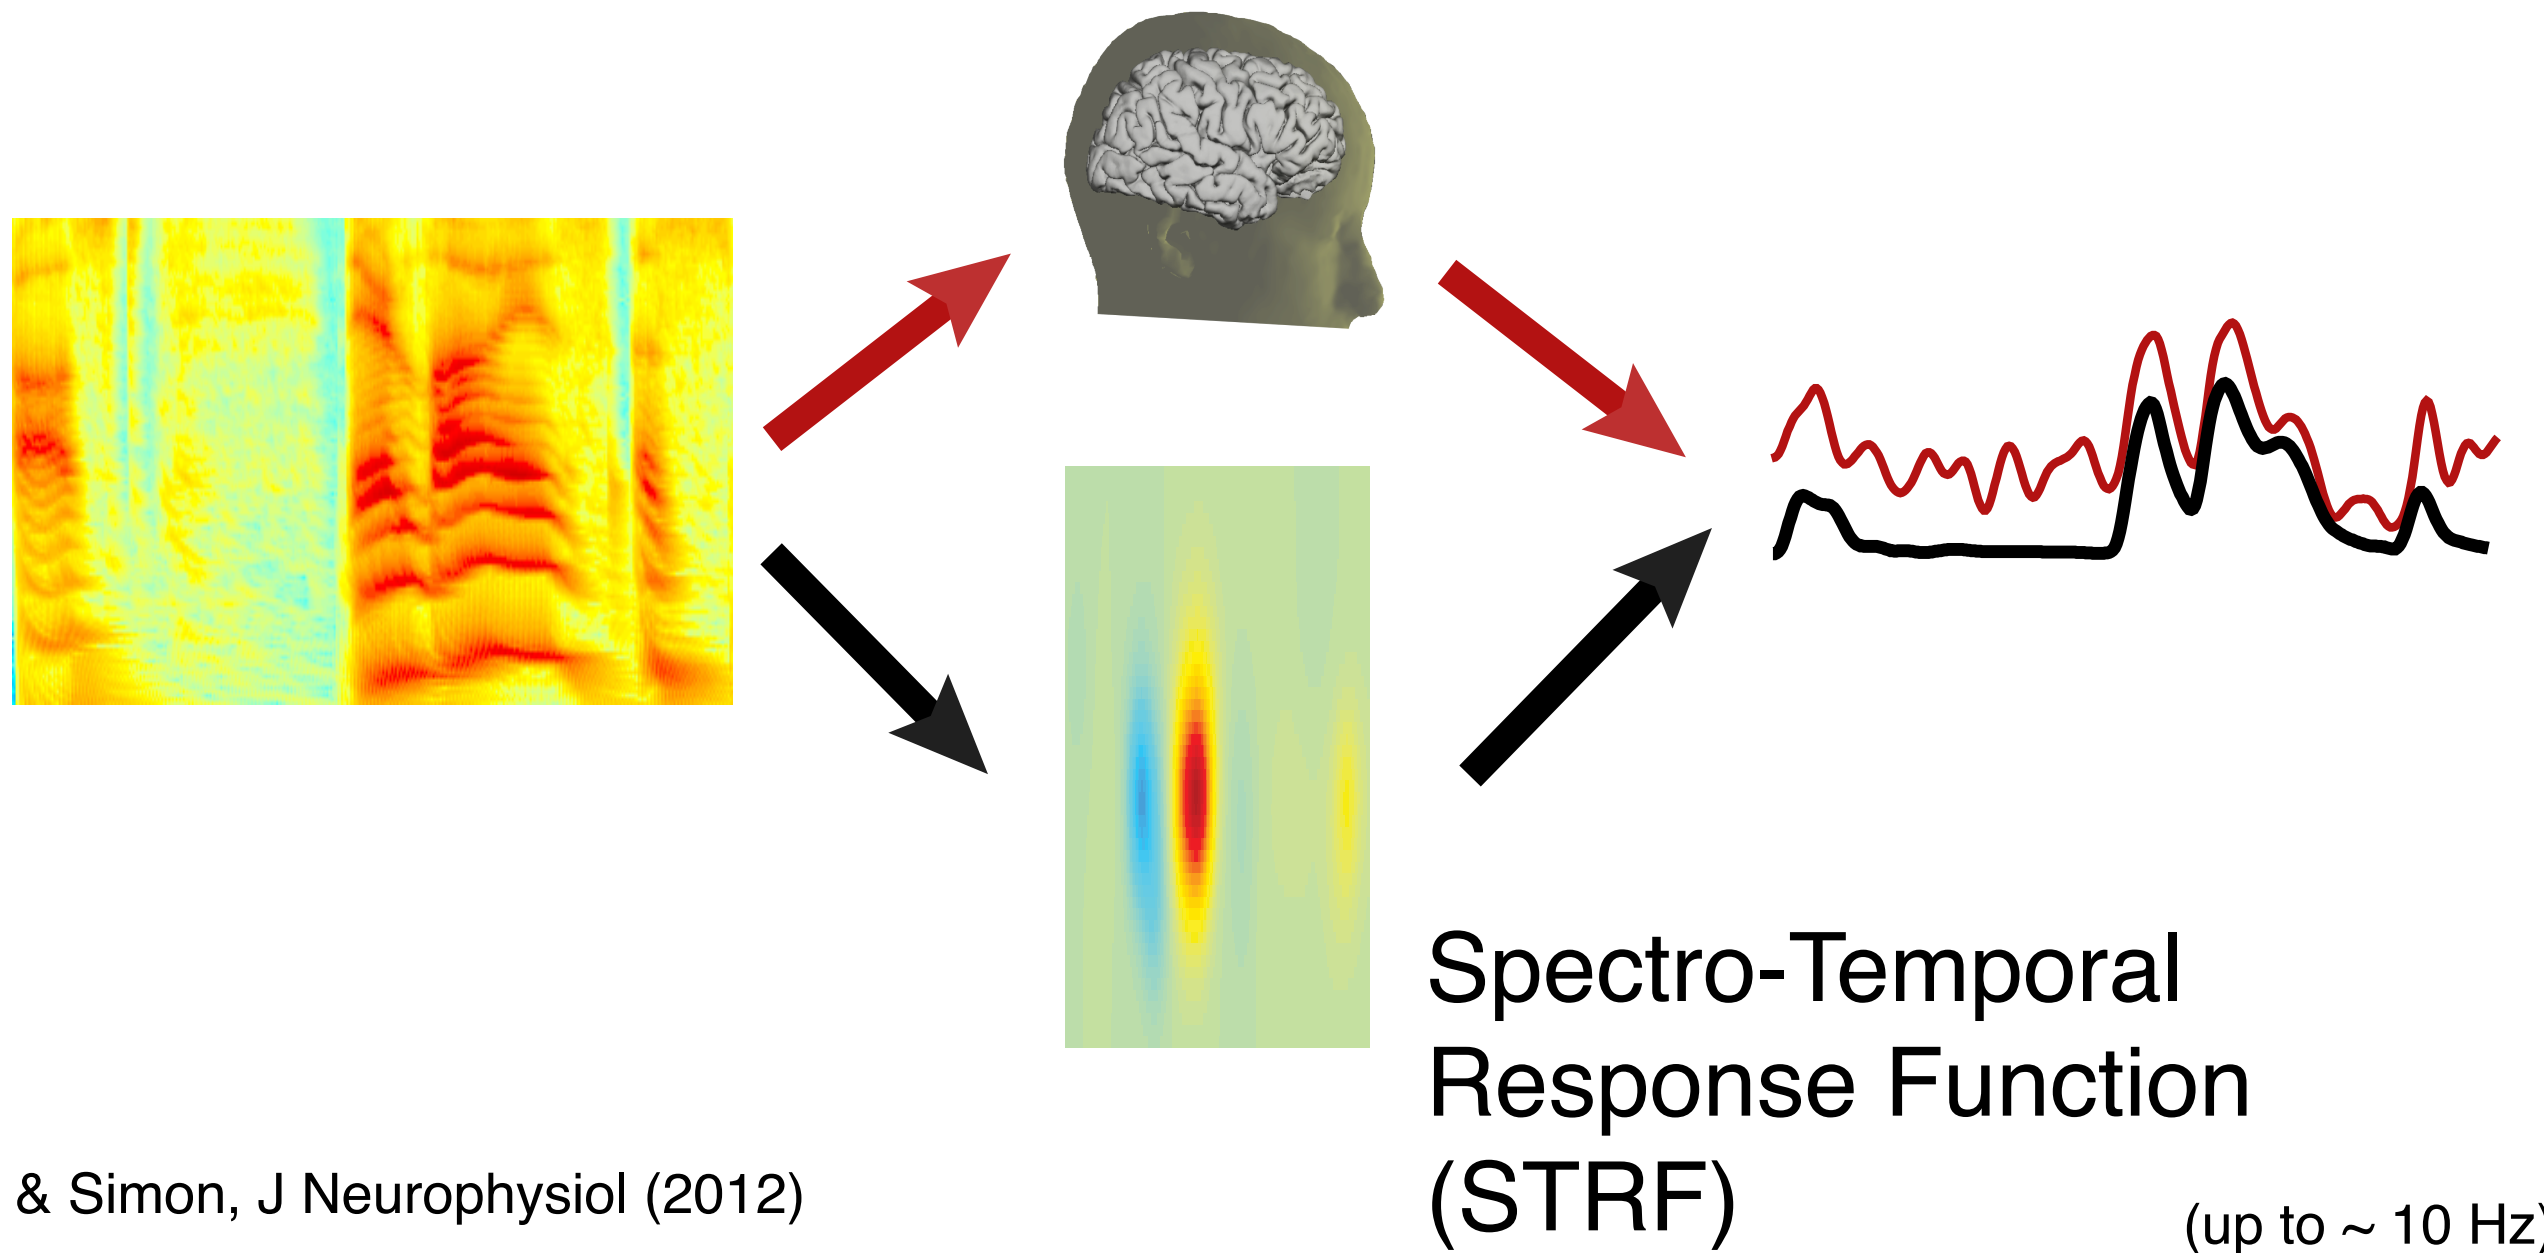 Spectro-Temporal
Response Function
(STRF)
& Simon, J Neurophysiol (2012)
(up to ~ 10 Hz)